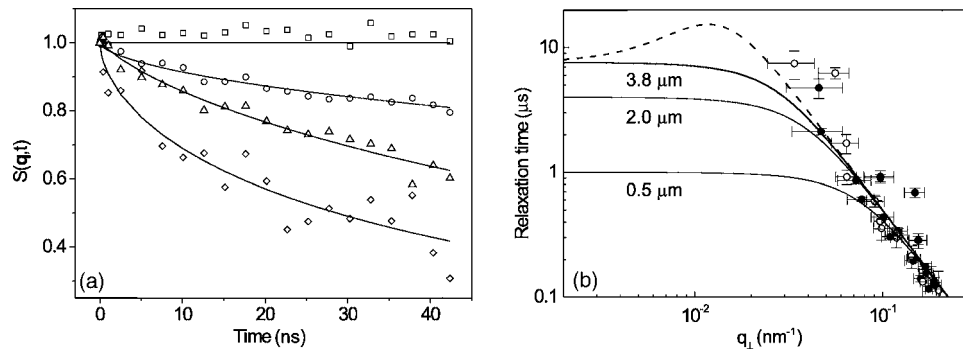 1.0
0.8
0.6
0.4
S(q,t)
(a)
0 10 20 30 40
Time (ns)
10
1
0.1
Relaxation time (μs)
3.8 μm
2.0 μm
0.5 μm
(b)
10⁻² 10⁻¹
q⊥ (nm⁻¹)